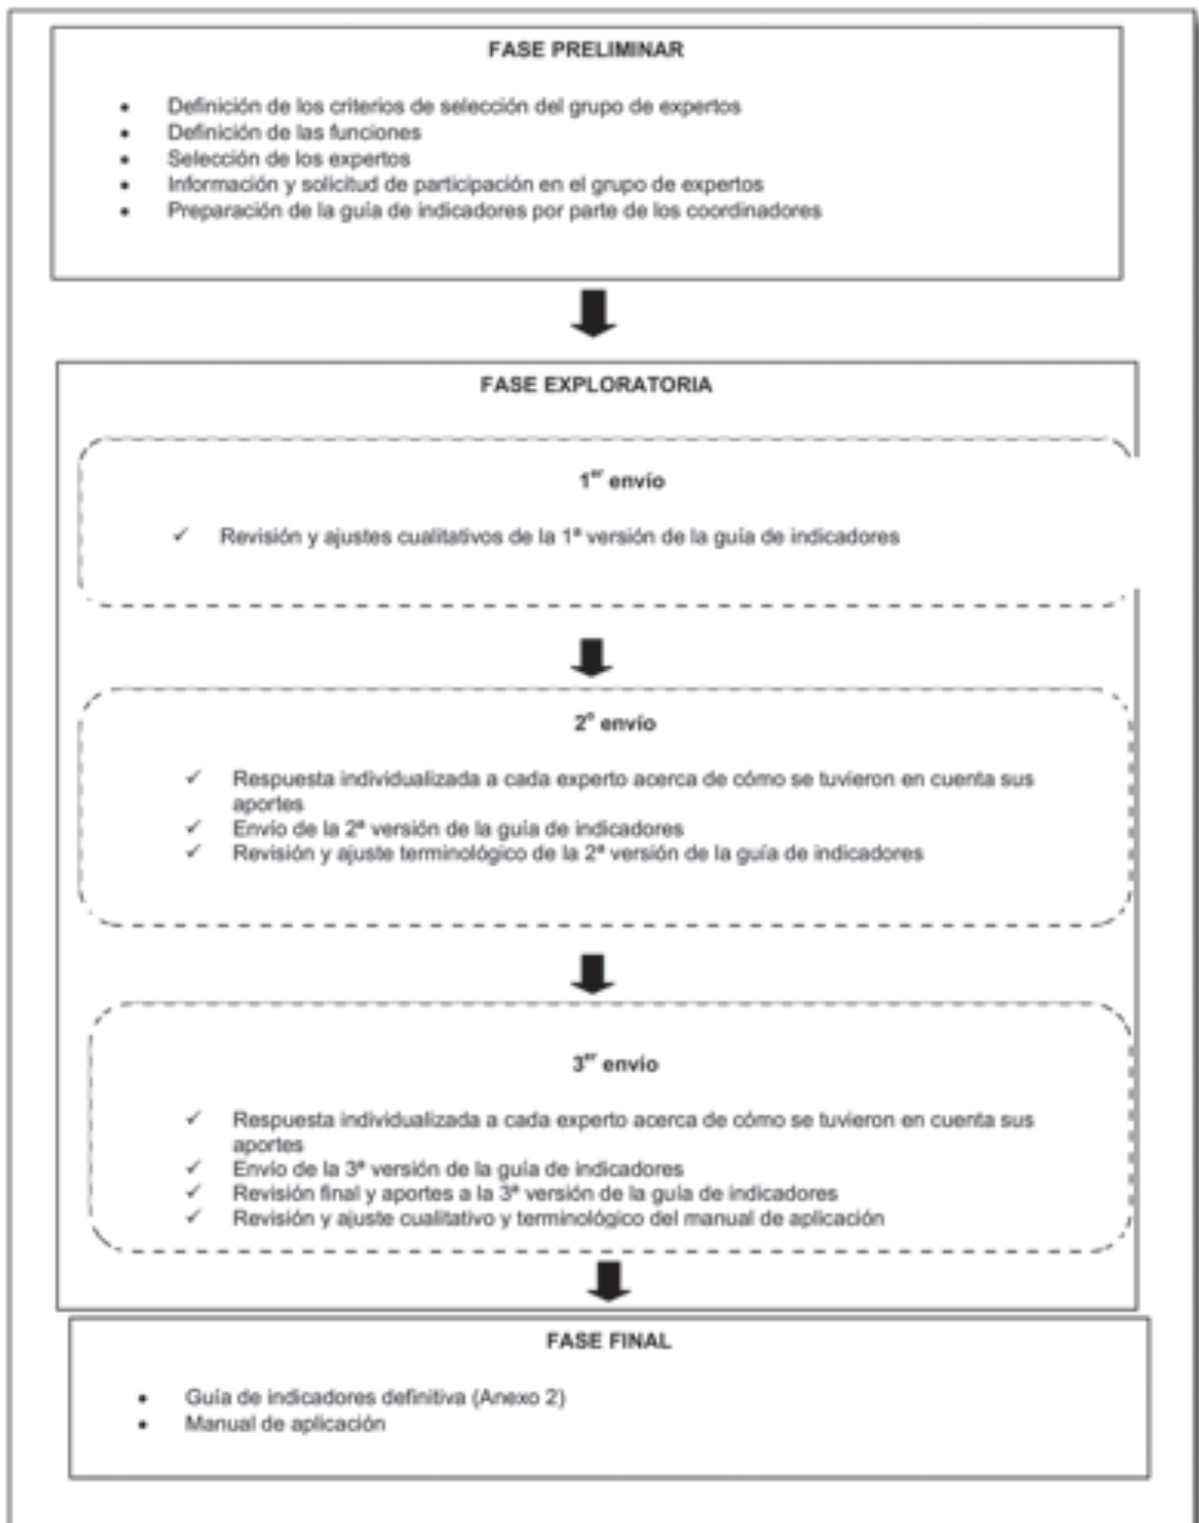 FASE PRELIMINAR
• Definición de los criterios de selección del grupo de expertos
• Definición de las funciones
• Selección de los expertos
• Información y solicitud de participación en el grupo de expertos
• Preparación de la guía de indicadores por parte de los coordinadores
FASE EXPLORATORIA
1er envío
✓ Revisión y ajustes cualitativos de la 1ª versión de la guía de indicadores
2º envío
✓ Respuesta individualizada a cada experto acerca de cómo se tuvieron en cuenta sus
aportes
✓ Envío de la 2ª versión de la guía de indicadores
✓ Revisión y ajuste terminológico de la 2ª versión de la guía de indicadores
3er envío
✓ Respuesta individualizada a cada experto acerca de cómo se tuvieron en cuenta sus
aportes
✓ Envío de la 3ª versión de la guía de indicadores
✓ Revisión final y aportes a la 3ª versión de la guía de indicadores
✓ Revisión y ajuste cualitativo y terminológico del manual de aplicación
FASE FINAL
• Guía de indicadores definitiva (Anexo 2)
• Manual de aplicación